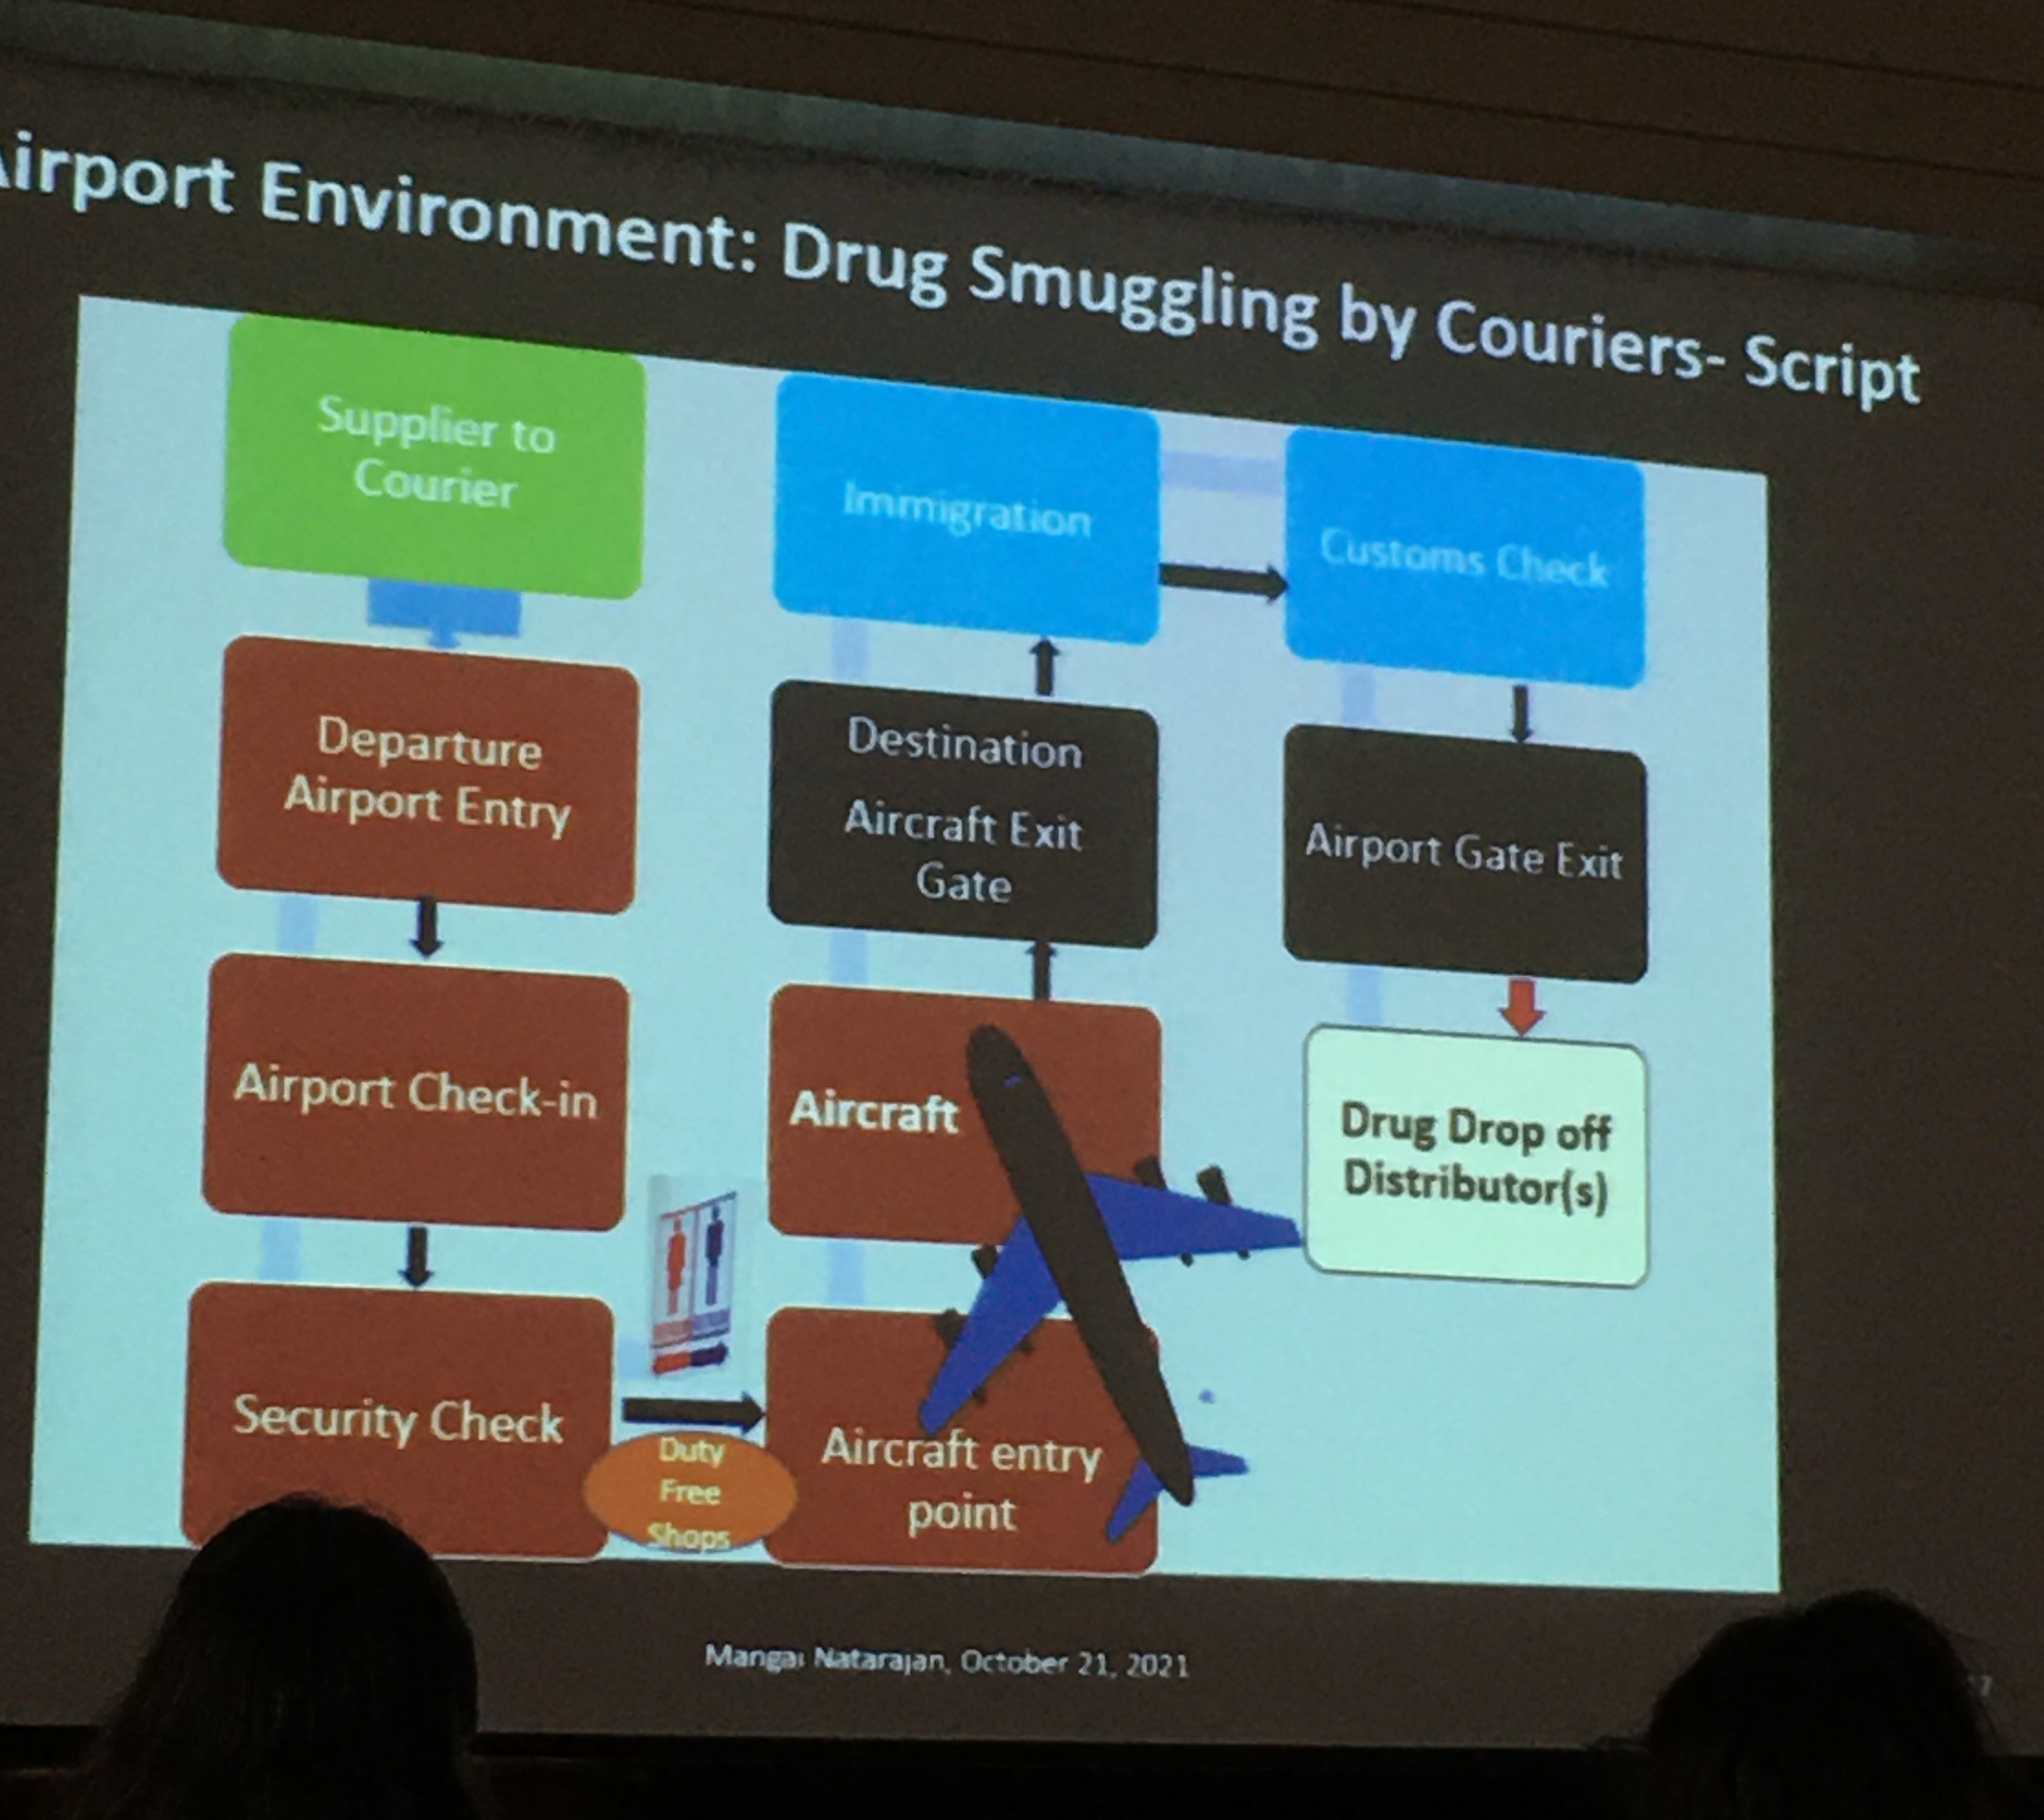 Airport Environment: Drug Smuggling by Couriers- Script
Supplier to
Courier
Departure
Airport Entry
Airport Check-in
Security Check
Duty
Free
Shops
Aircraft entry
point
Aircraft
Destination
Aircraft Exit
Gate
Immigration
Customs Check
Airport Gate Exit
Drug Drop off
Distributor(s)
Mangai Natarajan, October 21, 2021